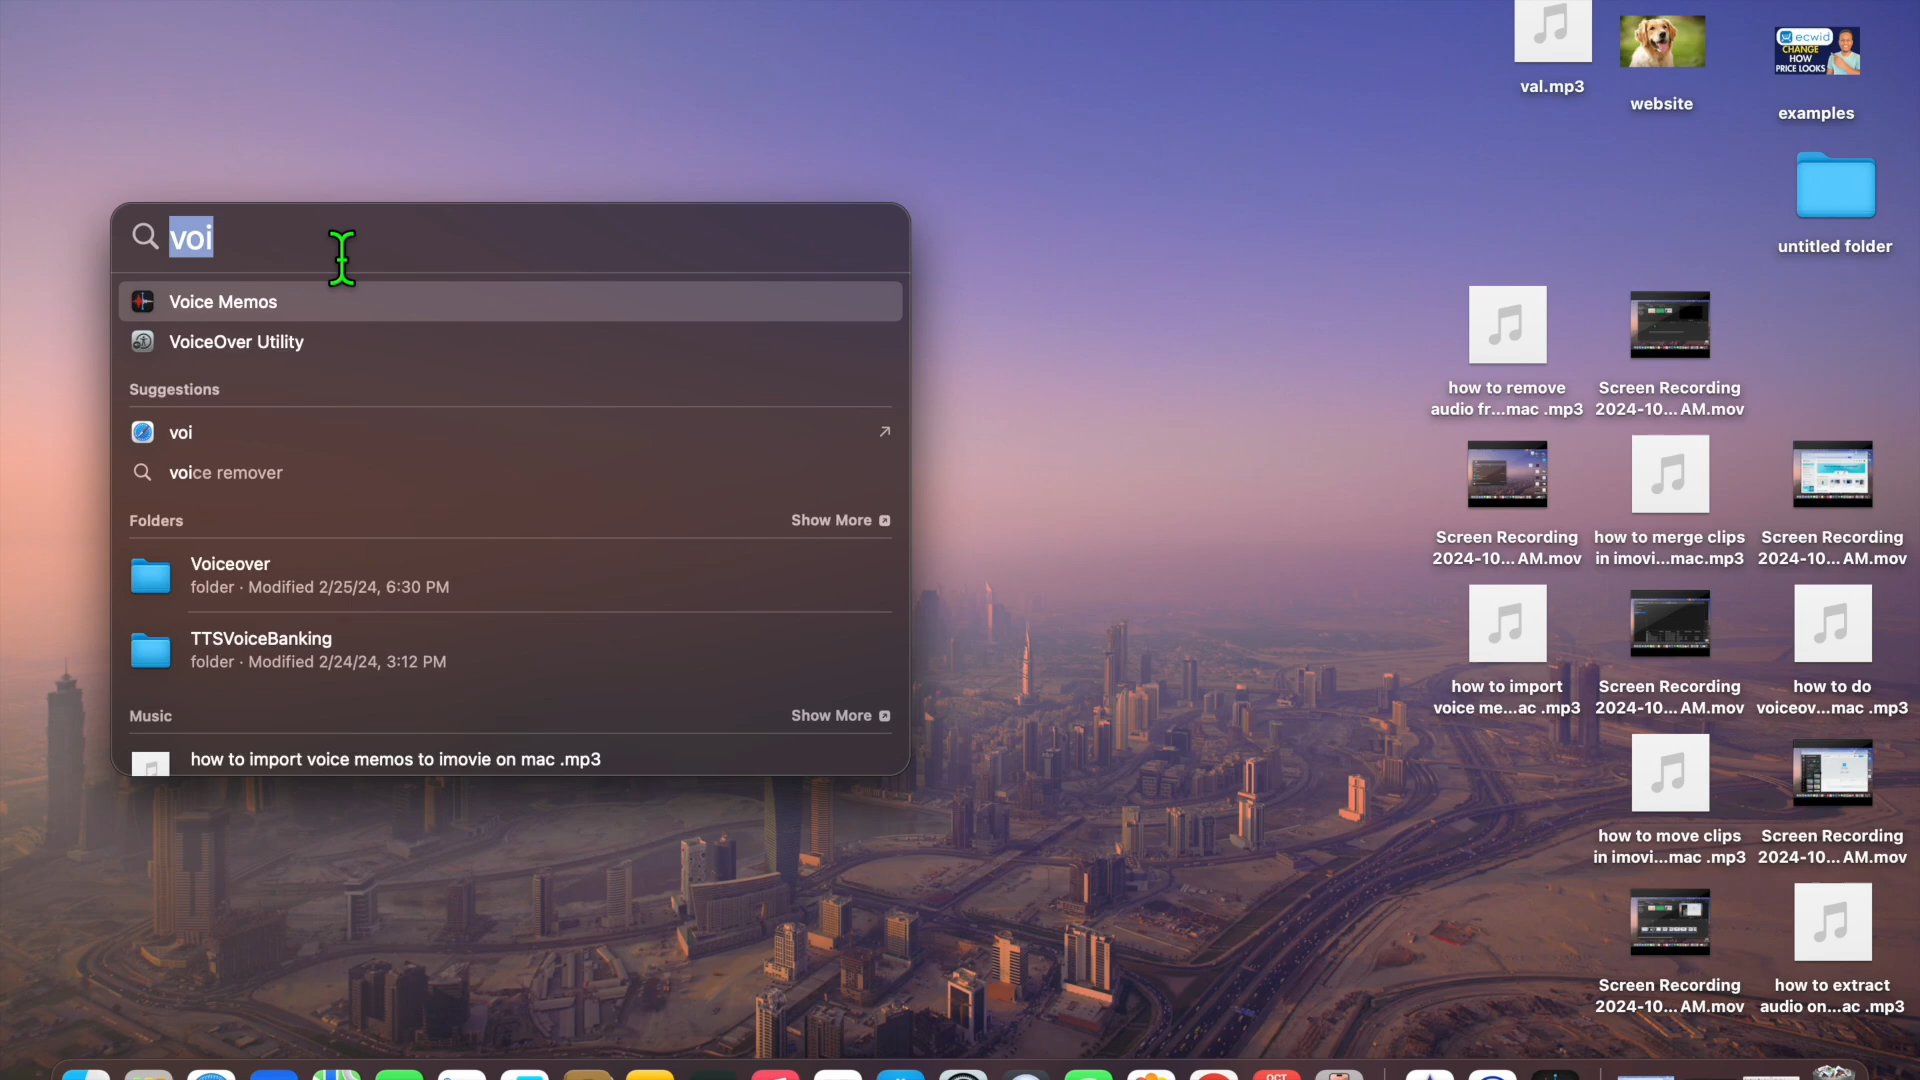 voi
Voice Memos
VoiceOver Utility
Suggestions
voi
voice remover
Folders
Show More
Voiceover
folder · Modified 2/25/24, 6:30 PM
TTSVoiceBanking
folder · Modified 2/24/24, 3:12 PM
Music
Show More
how to import voice memos to imovie on mac .mp3
val.mp3
website
ecwid
CHANGE
HOW
PRICE LOOKS
examples
untitled folder
how to remove
audio fr...mac .mp3
Screen Recording
2024-10... AM.mov
Screen Recording
2024-10... AM.mov
how to merge clips
in imovi...mac.mp3
Screen Recording
2024-10... AM.mov
how to import
voice me...ac .mp3
Screen Recording
2024-10... AM.mov
how to do
voiceov...mac .mp3
how to move clips
in imovi...mac .mp3
Screen Recording
2024-10... AM.mov
Screen Recording
2024-10... AM.mov
how to extract
audio on...ac .mp3
OCT